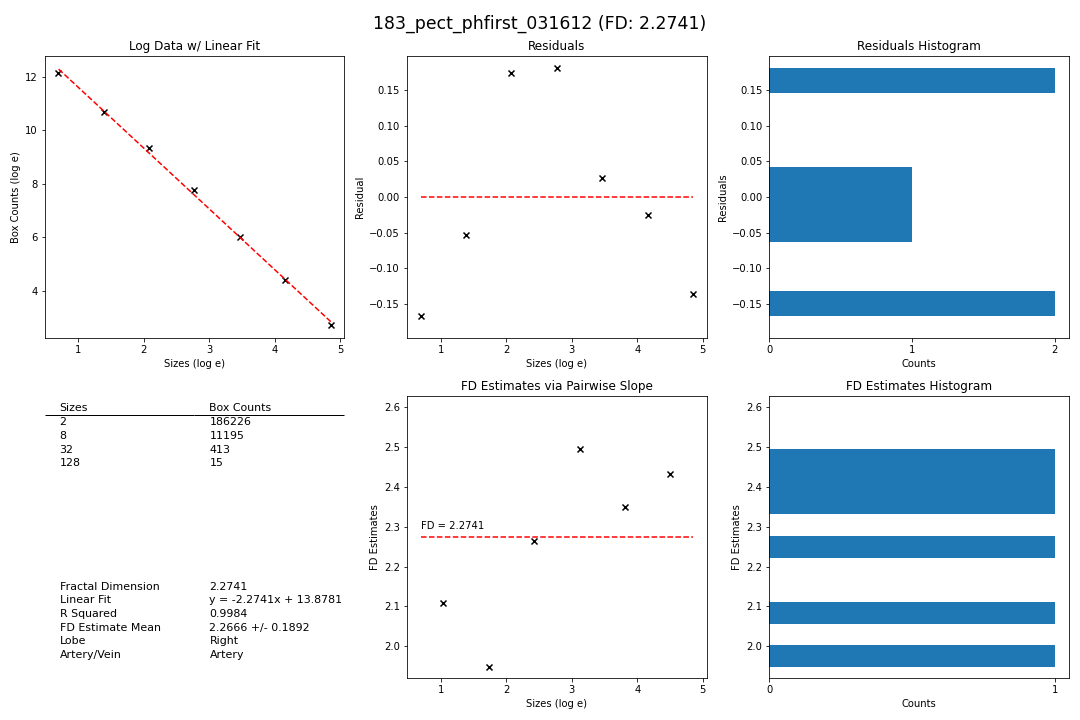 183_pect_phfirst_031612 (FD: 2.2741)
Log Data w/ Linear Fit
12
10
8
6
4
Box Counts (log e)
1 2 3 4 5
Sizes (log e)
Residuals
0.15
0.10
0.05
0.00
−0.05
−0.10
−0.15
Residual
1 2 3 4 5
Sizes (log e)
Residuals Histogram
0.15
0.10
0.05
0.00
−0.05
−0.10
−0.15
Residuals
0 1 2
Counts
Sizes Box Counts
2 186226
8 11195
32 413
128 15
Fractal Dimension 2.2741
Linear Fit y = -2.2741x + 13.8781
R Squared 0.9984
FD Estimate Mean 2.2666 +/- 0.1892
Lobe Right
Artery/Vein Artery
FD Estimates via Pairwise Slope
2.6
2.5
2.4
2.3
2.2
2.1
2.0
FD Estimates
FD = 2.2741
1 2 3 4 5
Sizes (log e)
FD Estimates Histogram
2.6
2.5
2.4
2.3
2.2
2.1
2.0
FD Estimates
0 1
Counts